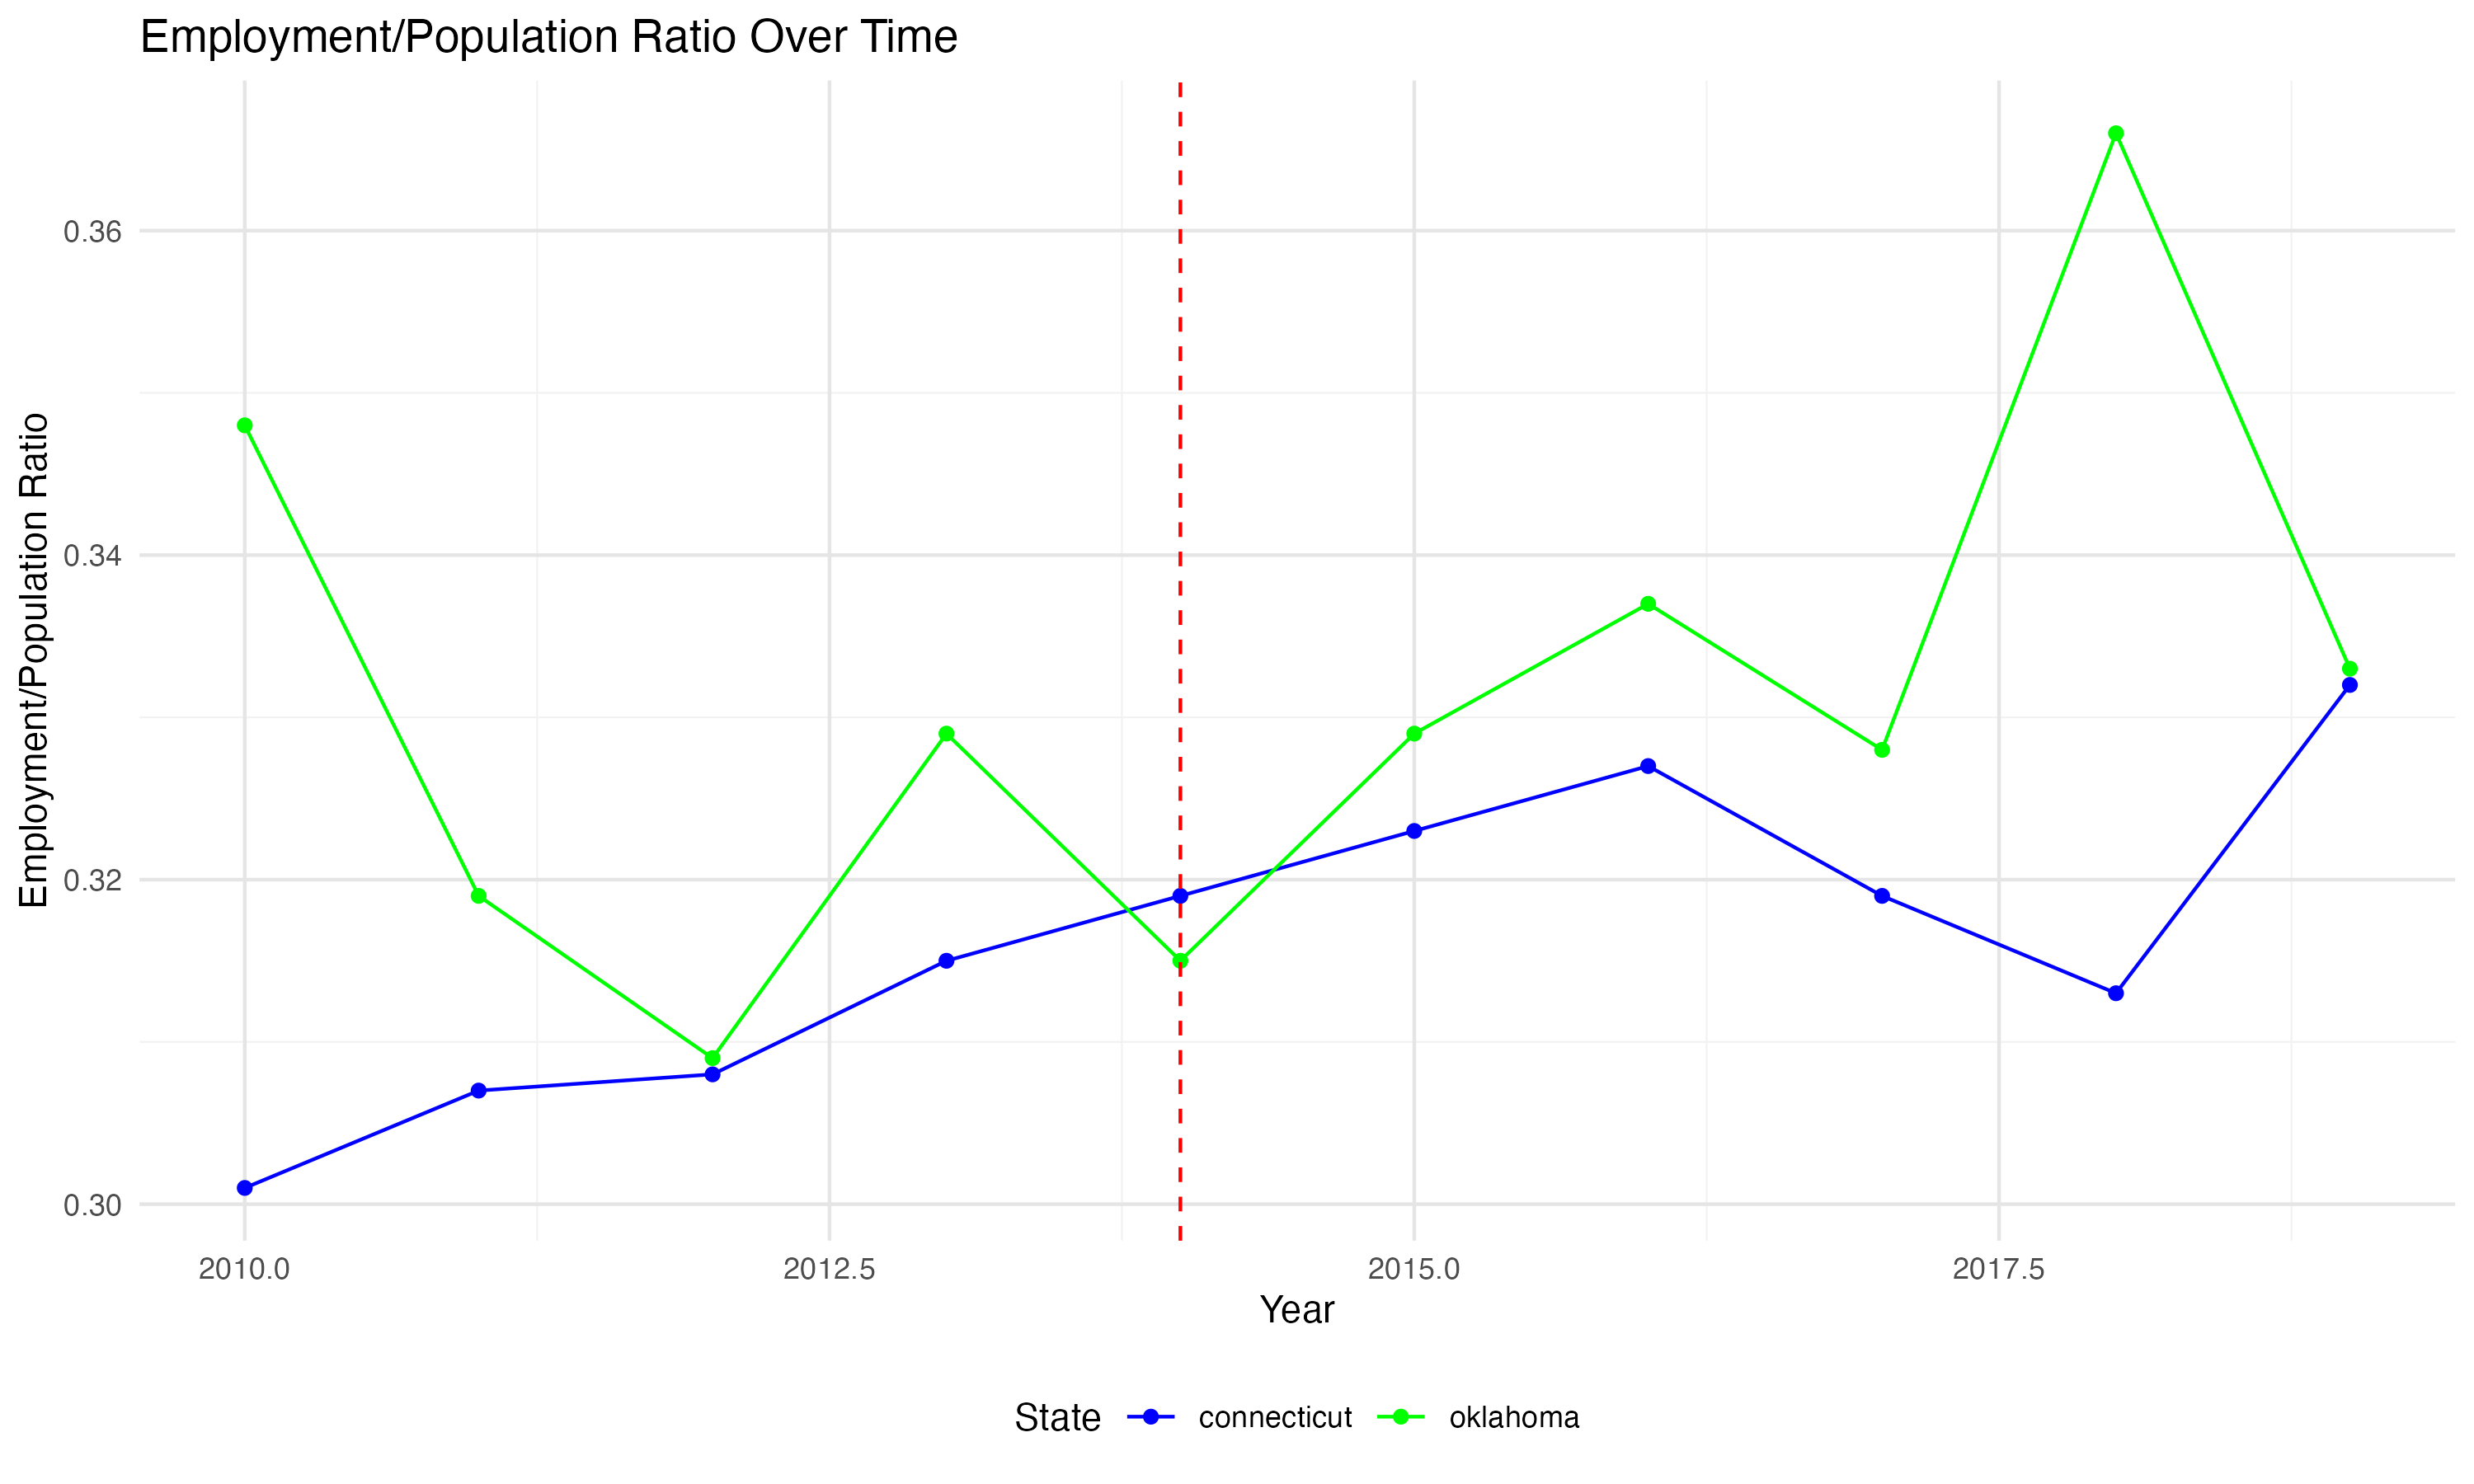 Employment/Population Ratio Over Time
Employment/Population Ratio
0.36
0.34
0.32
0.30
2010.0 2012.5 2015.0 2017.5
Year
State connecticut oklahoma